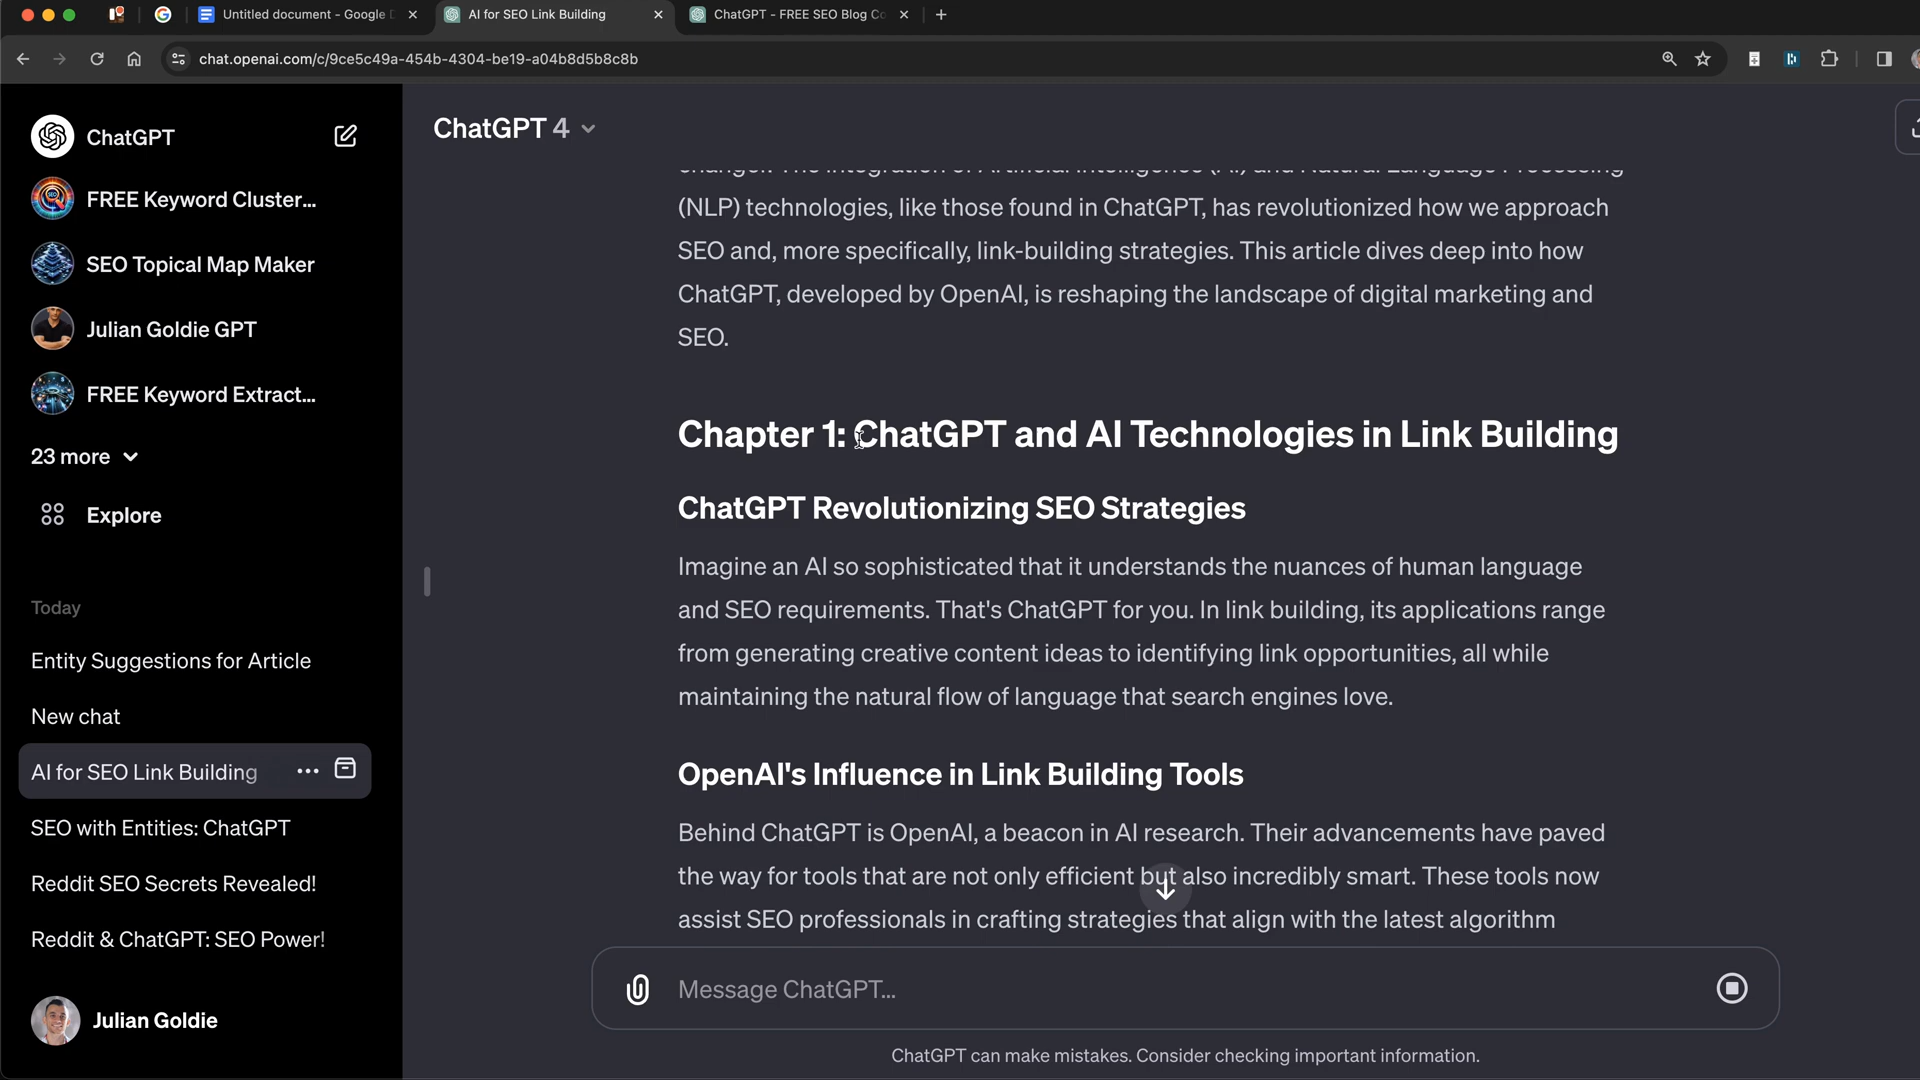 Untitled document - Google D
AI for SEO Link Building
ChatGPT - FREE SEO Blog Co
chat.openai.com/c/9ce5c49a-454b-4304-be19-a04b8d5b8c8b
ChatGPT
FREE Keyword Cluster...
SEO Topical Map Maker
Julian Goldie GPT
FREE Keyword Extract...
23 more
Explore
Today
Entity Suggestions for Article
New chat
AI for SEO Link Building
SEO with Entities: ChatGPT
Reddit SEO Secrets Revealed!
Reddit & ChatGPT: SEO Power!
Julian Goldie
ChatGPT 4
The integration of Artificial Intelligence (AI) and Natural Language Processing
(NLP) technologies, like those found in ChatGPT, has revolutionized how we approach
SEO and, more specifically, link-building strategies. This article dives deep into how
ChatGPT, developed by OpenAI, is reshaping the landscape of digital marketing and
SEO.
Chapter 1: ChatGPT and AI Technologies in Link Building
ChatGPT Revolutionizing SEO Strategies
Imagine an AI so sophisticated that it understands the nuances of human language
and SEO requirements. That's ChatGPT for you. In link building, its applications range
from generating creative content ideas to identifying link opportunities, all while
maintaining the natural flow of language that search engines love.
OpenAI's Influence in Link Building Tools
Behind ChatGPT is OpenAI, a beacon in AI research. Their advancements have paved
the way for tools that are not only efficient but also incredibly smart. These tools now
assist SEO professionals in crafting strategies that align with the latest algorithm
Message ChatGPT...
ChatGPT can make mistakes. Consider checking important information.